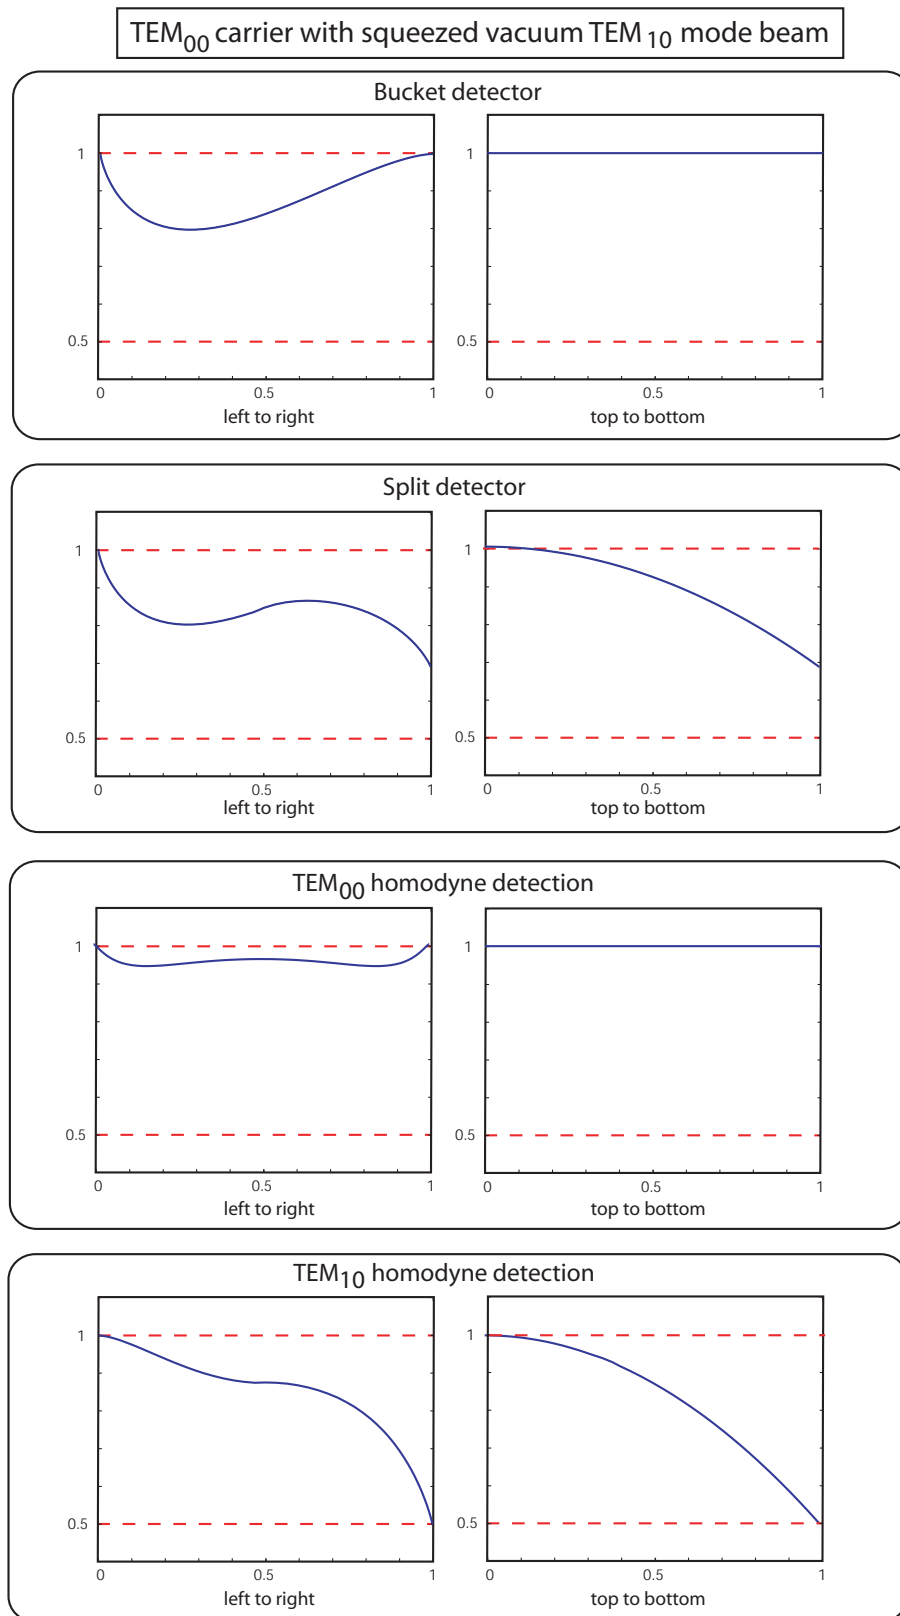 TEM00 carrier with squeezed vacuum TEM10 mode beam
Bucket detector
1
0.5
0 0.5 1
left to right
1
0.5
0 0.5 1
top to bottom
Split detector
1
0.5
0 0.5 1
left to right
1
0.5
0 0.5 1
top to bottom
TEM00 homodyne detection
1
0.5
0 0.5 1
left to right
1
0.5
0 0.5 1
top to bottom
TEM10 homodyne detection
1
0.5
0 0.5 1
left to right
1
0.5
0 0.5 1
top to bottom